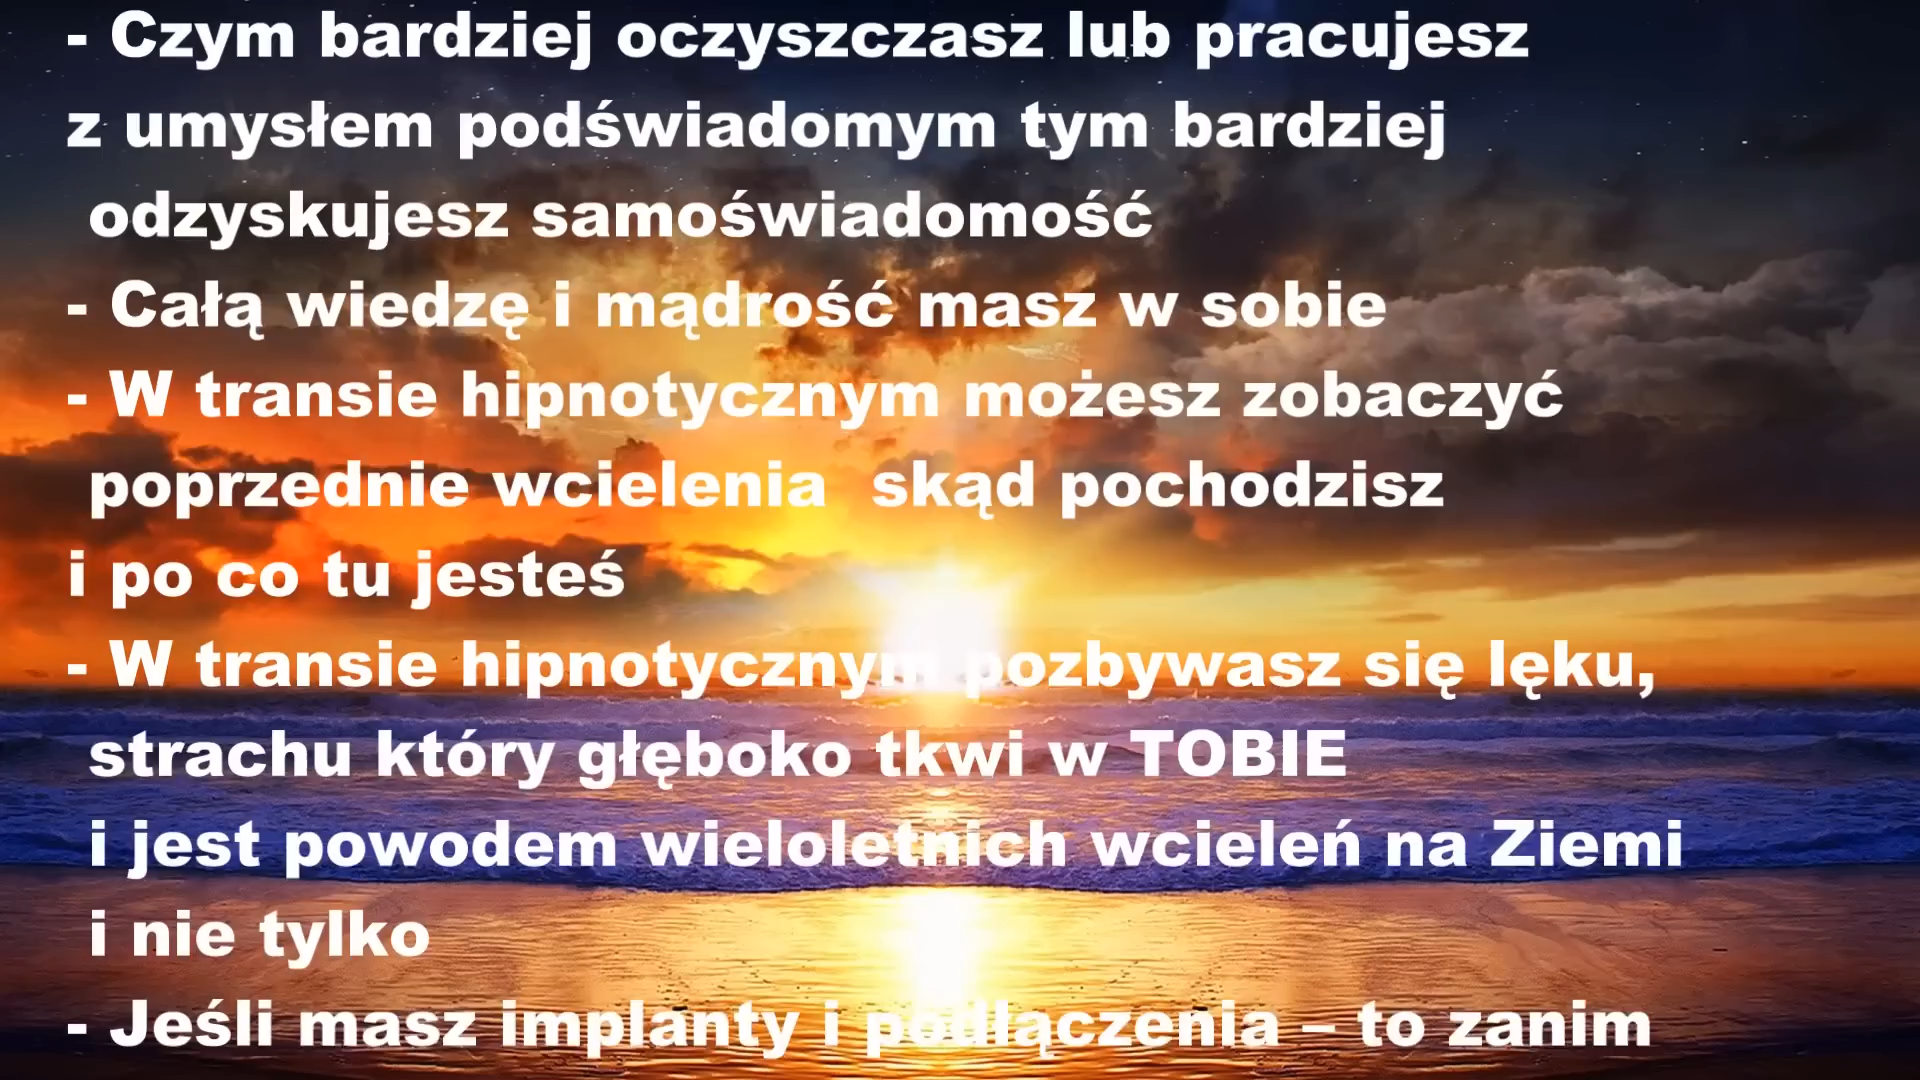 - Czym bardziej oczyszczasz lub pracujesz
z umysłem podświadomym tym bardziej
odzyskujesz samoświadomość
- Całą wiedzę i mądrość masz w sobie
- W transie hipnotycznym możesz zobaczyć
poprzednie wcielenia  skąd pochodzisz
i po co tu jesteś
- W transie hipnotycznym pozbywasz się lęku,
strachu który głęboko tkwi w TOBIE
i jest powodem wieloletnich wcieleń na Ziemi
i nie tylko
- Jeśli masz implanty i podłączenia – to zanim